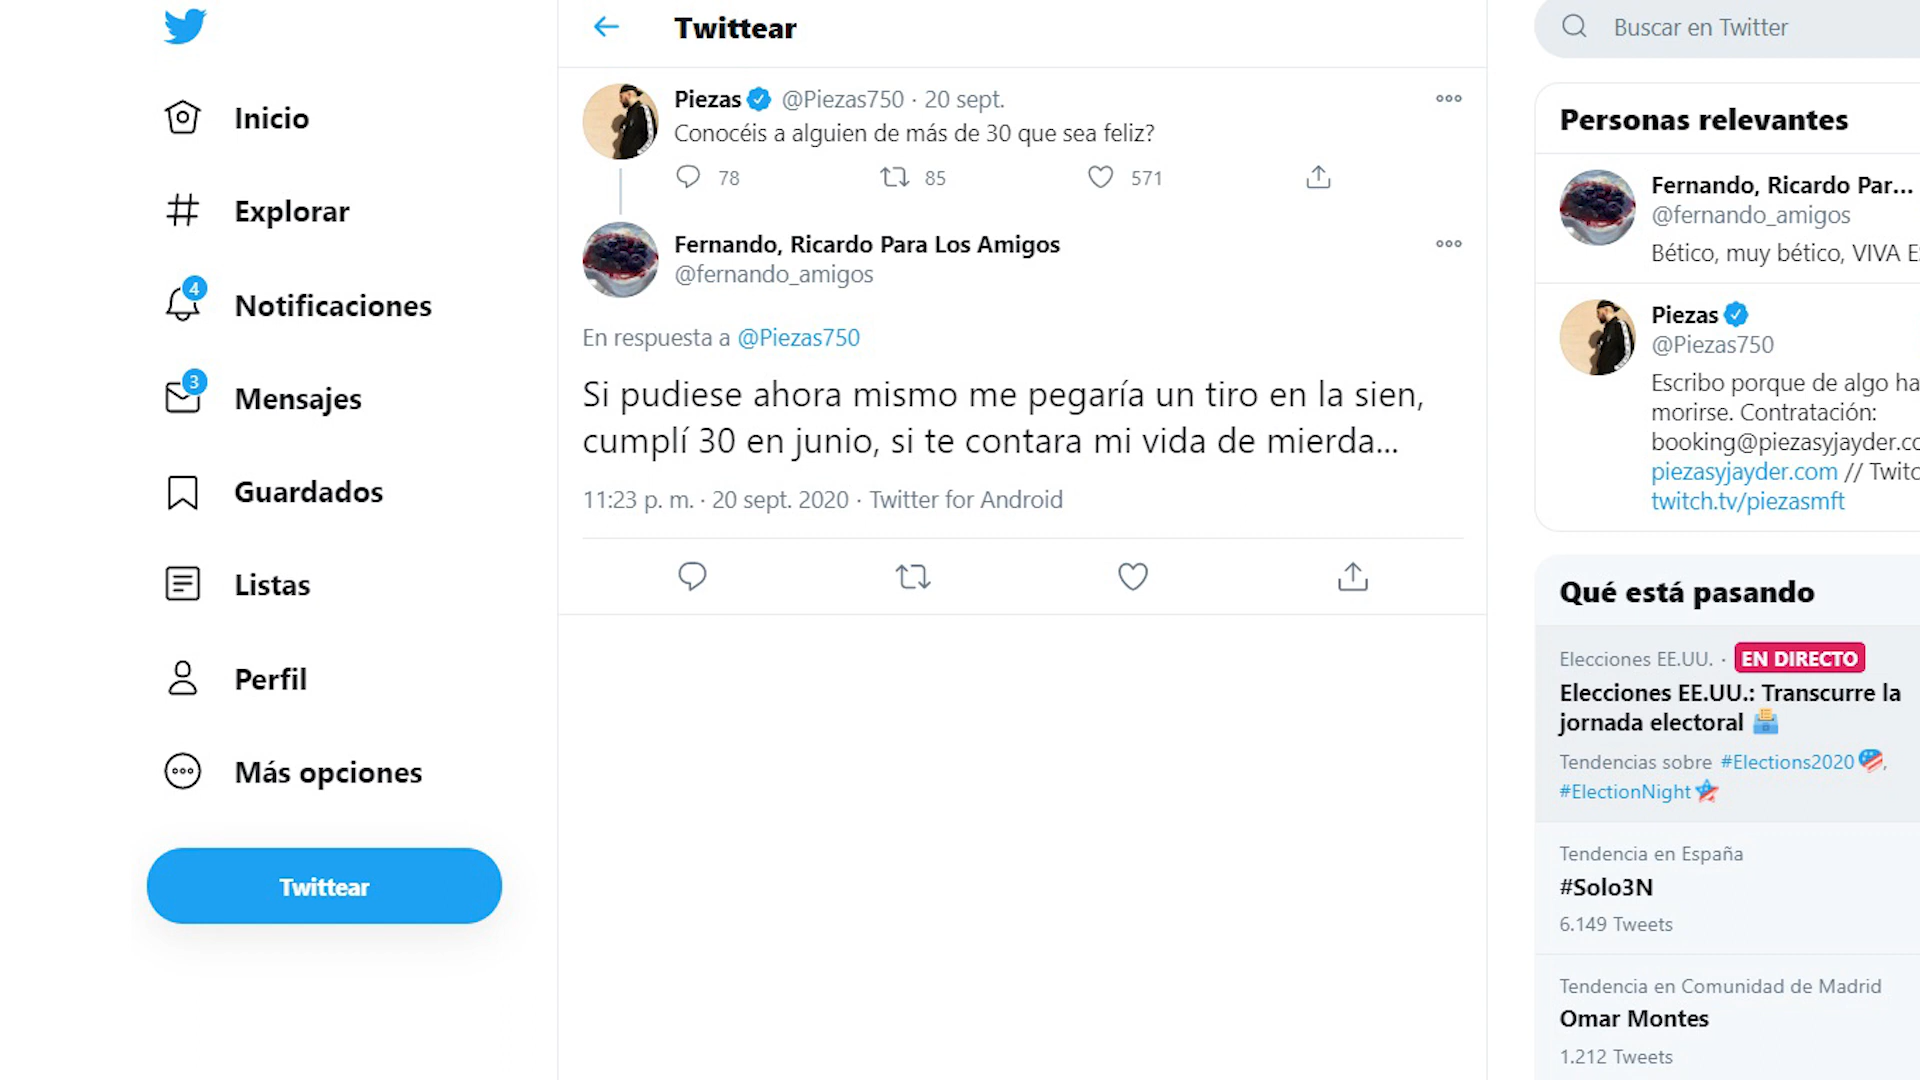 Inicio
Explorar
4
Notificaciones
3
Mensajes
Guardados
Listas
Perfil
Más opciones
Twittear
Twittear
Piezas @Piezas750 · 20 sept.
Conocéis a alguien de más de 30 que sea feliz?
78 85 571
Fernando, Ricardo Para Los Amigos
@fernando_amigos
En respuesta a @Piezas750
Si pudiese ahora mismo me pegaría un tiro en la sien,
cumplí 30 en junio, si te contara mi vida de mierda...
11:23 p. m. · 20 sept. 2020 · Twitter for Android
Buscar en Twitter
Personas relevantes
Fernando, Ricardo Par...
@fernando_amigos
Bético, muy bético, VIVA E
Piezas
@Piezas750
Escribo porque de algo ha
morirse. Contratación:
booking@piezasyjayder.co
piezasyjayder.com // Twitc
twitch.tv/piezasmft
Qué está pasando
Elecciones EE.UU. · EN DIRECTO
Elecciones EE.UU.: Transcurre la
jornada electoral
Tendencias sobre #Elections2020,
#ElectionNight
Tendencia en España
#Solo3N
6.149 Tweets
Tendencia en Comunidad de Madrid
Omar Montes
1.212 Tweets